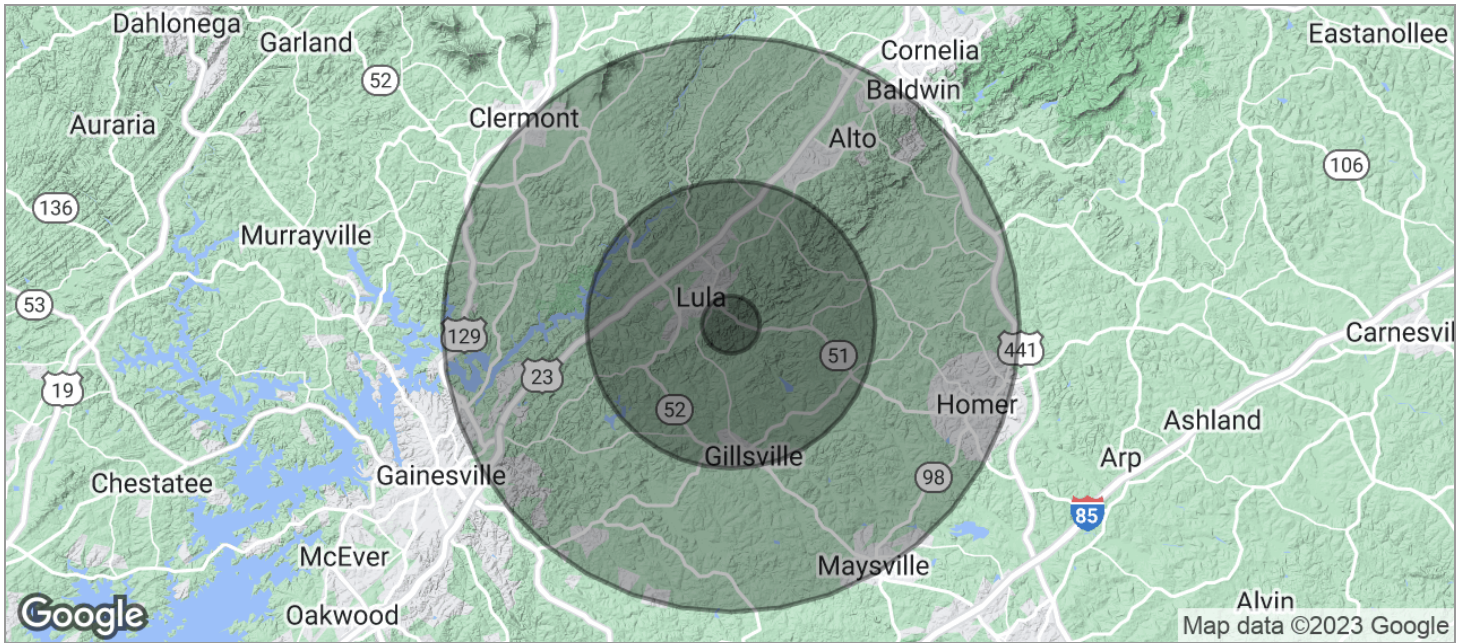 Dahlonega
Garland
Cornelia
Eastanollee
52
Baldwin
Clermont
Auraria
Alto
106
136
Murrayville
53
Lula
129
441
Carnesvil
51
23
19
52
Homer
Ashland
Gillsville
Arp
Gainesville
98
Chestatee
85
McEver
Maysville
Alvin
Oakwood
Google
Map data ©2023 Google